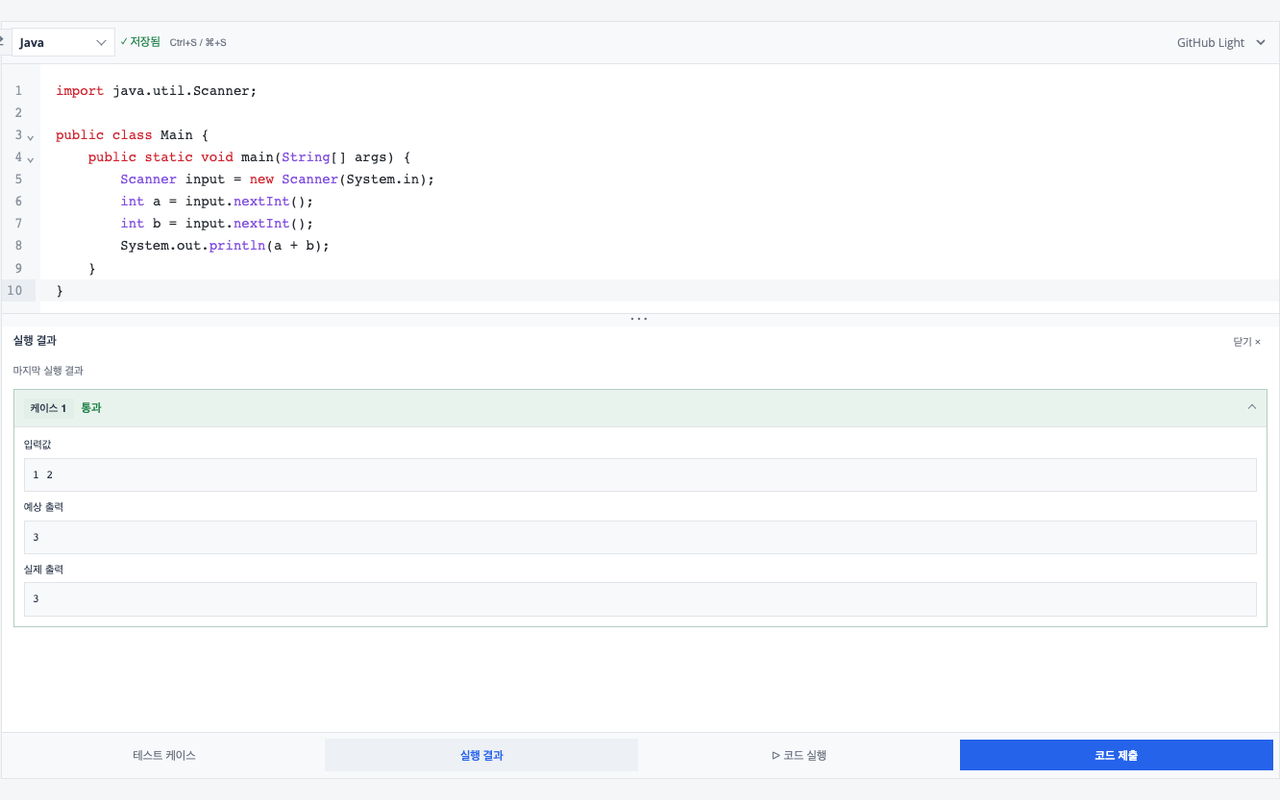 Java ✓ 저장됨 Ctrl+S / ⌘+S GitHub Light
1 import java.util.Scanner;
2
3 public class Main {
4     public static void main(String[] args) {
5         Scanner input = new Scanner(System.in);
6         int a = input.nextInt();
7         int b = input.nextInt();
8         System.out.println(a + b);
9     }
10 }
실행 결과 닫기 ×
마지막 실행 결과
케이스 1 통과
입력값
1 2
예상 출력
3
실제 출력
3
테스트 케이스 실행 결과 ▷ 코드 실행 코드 제출